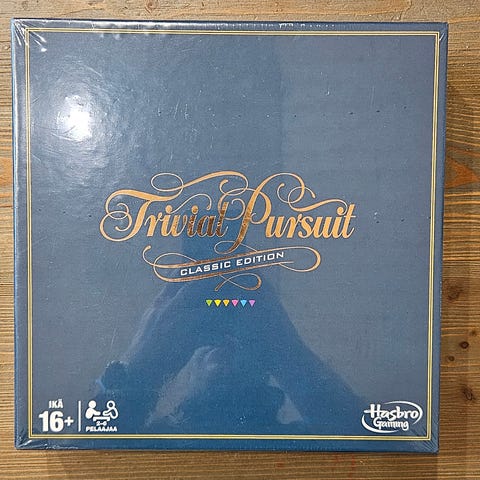 Trivial Pursuit
CLASSIC EDITION
IKÄ
16+
2-6
PELAAJAA
Hasbro
Gaming